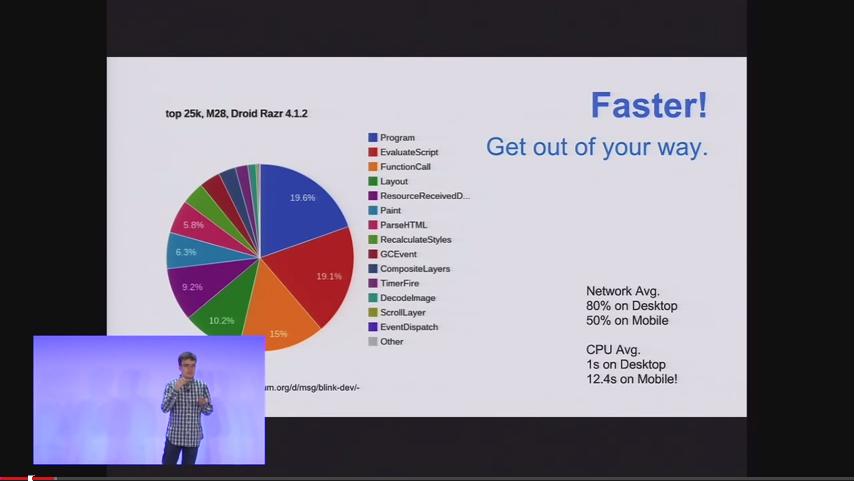 Faster!
Get out of your way.
top 25k, M28, Droid Razr 4.1.2
19.6%
19.1%
15%
10.2%
9.2%
6.3%
5.8%
Program
EvaluateScript
FunctionCall
Layout
ResourceReceivedD...
Paint
ParseHTML
RecalculateStyles
GCEvent
CompositeLayers
TimerFire
DecodeImage
ScrollLayer
EventDispatch
Other
Network Avg.
80% on Desktop
50% on Mobile
CPU Avg.
1s on Desktop
12.4s on Mobile!
um.org/d/msg/blink-dev/-